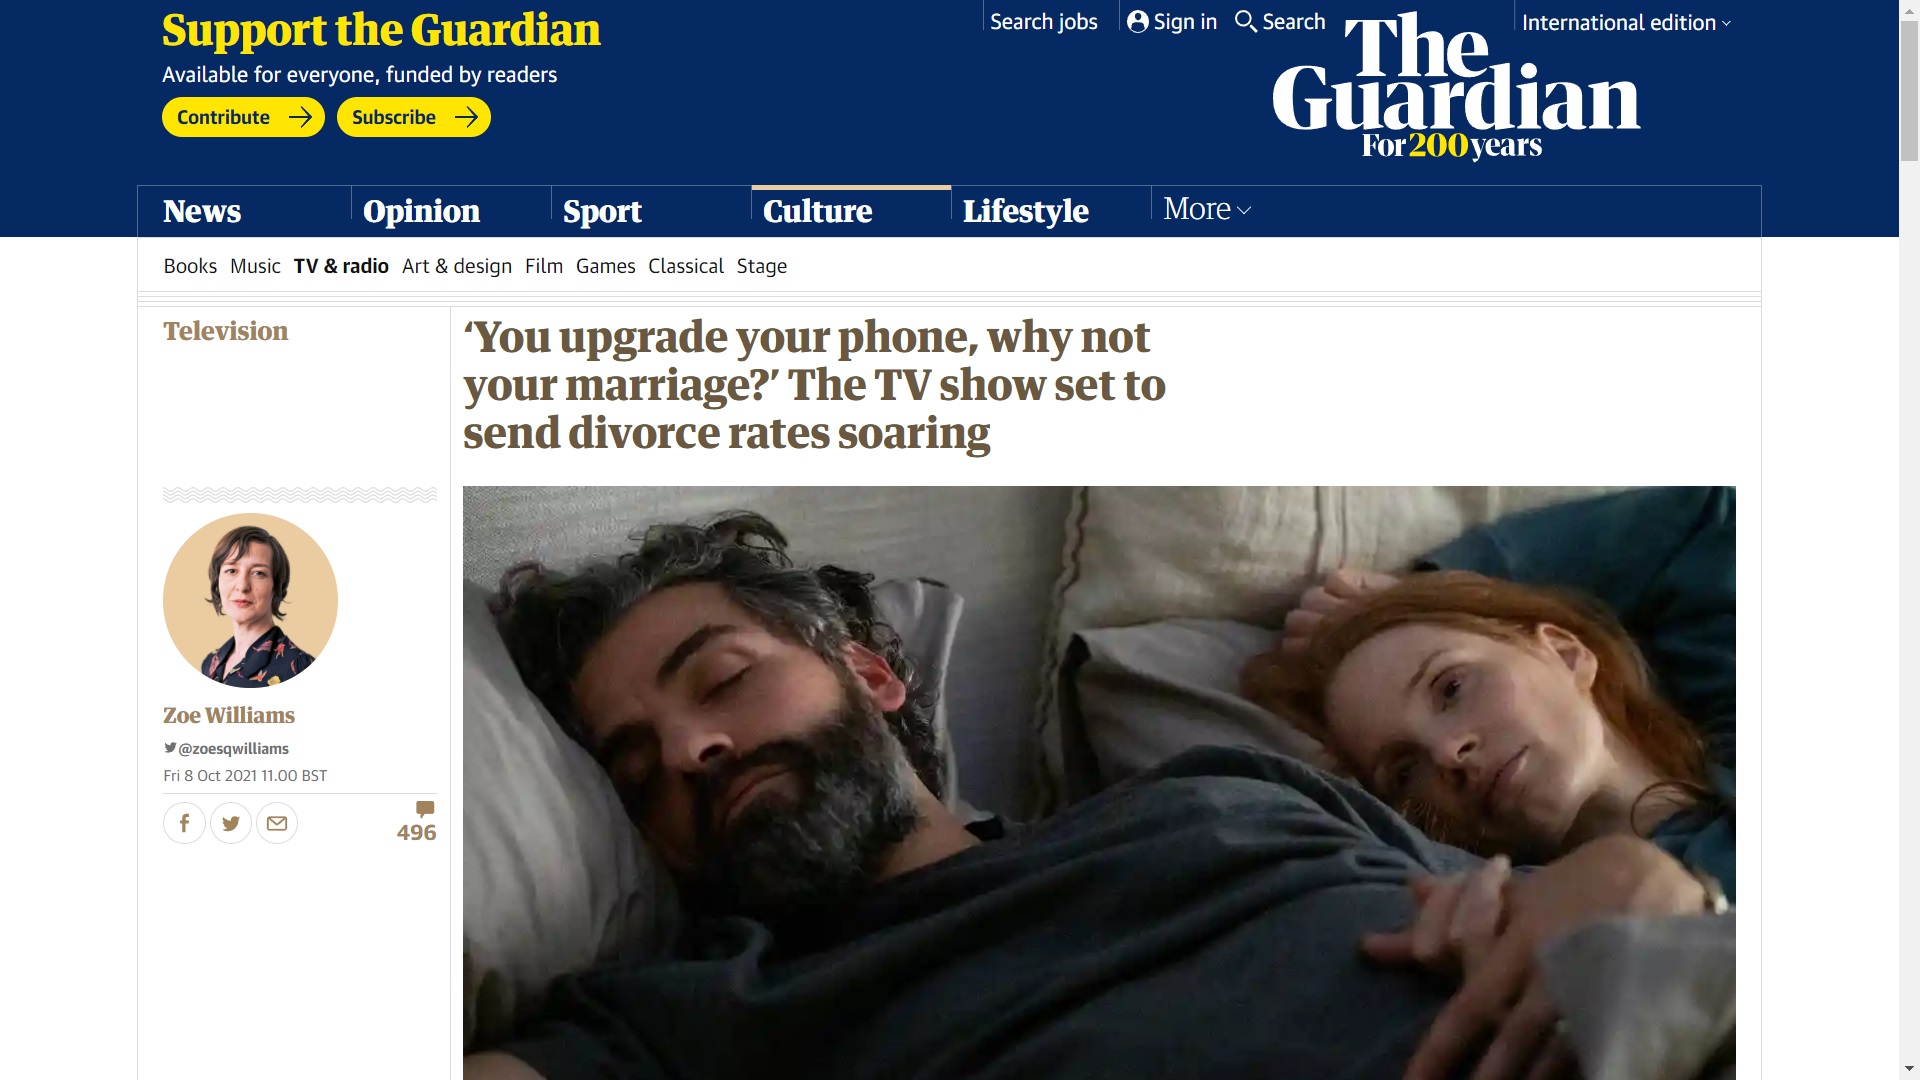 Support the Guardian
Available for everyone, funded by readers
Contribute
Subscribe
Search jobs
Sign in
Search
International edition
The
Guardian
For 200 years
News
Opinion
Sport
Culture
Lifestyle
More
Books Music TV & radio Art & design Film Games Classical Stage
Television
‘You upgrade your phone, why not
your marriage?’ The TV show set to
send divorce rates soaring
Zoe Williams
@zoesqwilliams
Fri 8 Oct 2021 11.00 BST
496